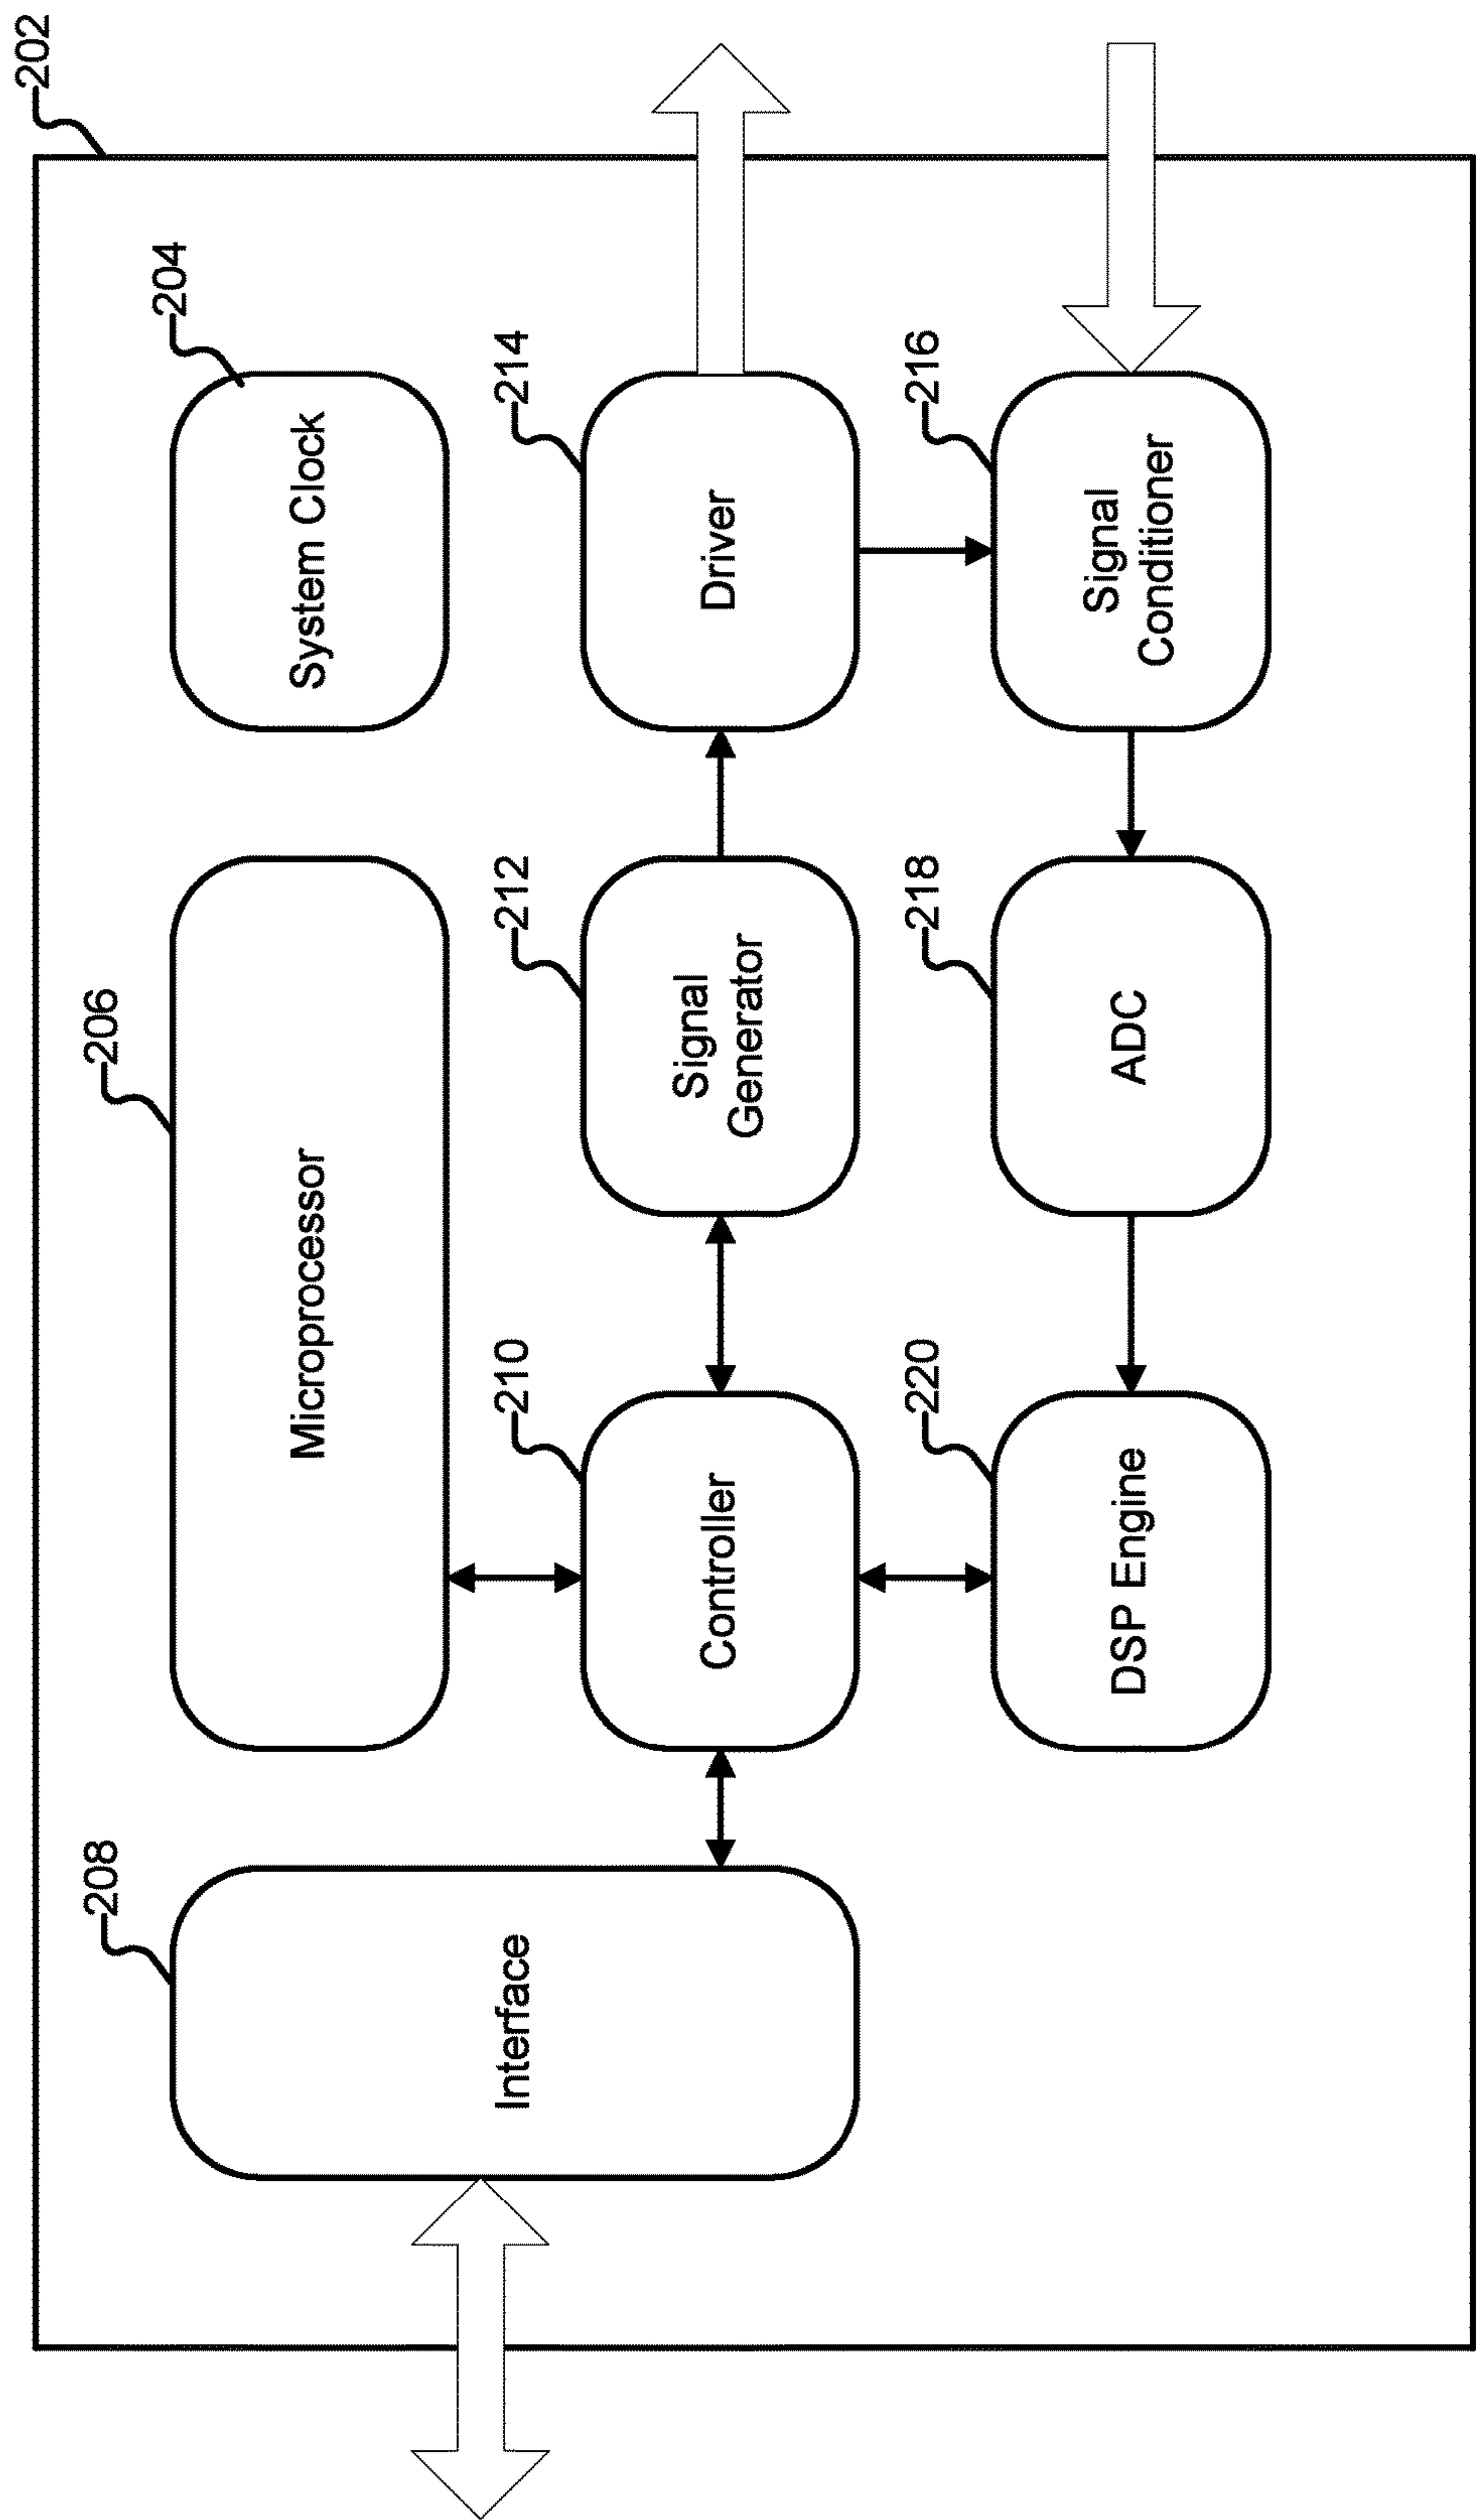 202
206
204
Microprocessor
System Clock
208
Interface
210
Controller
212
Signal
Generator
214
Driver
220
DSP Engine
218
ADC
216
Signal
Conditioner